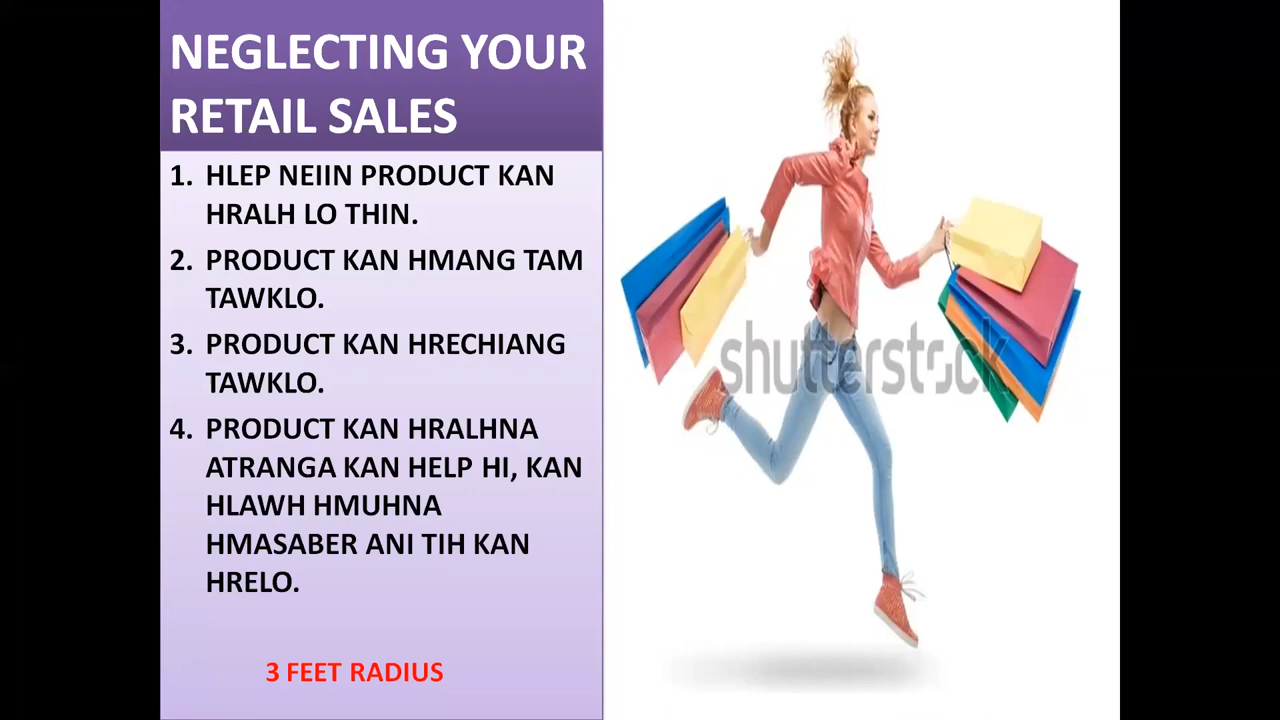 NEGLECTING YOUR
RETAIL SALES
1. HLEP NEIIN PRODUCT KAN
HRALH LO THIN.
2. PRODUCT KAN HMANG TAM
TAWKLO.
3. PRODUCT KAN HRECHIANG
TAWKLO.
4. PRODUCT KAN HRALHNA
ATRANGA KAN HELP HI, KAN
HLAWH HMUHNA
HMASABER ANI TIH KAN
HRELO.
3 FEET RADIUS
shutterstock